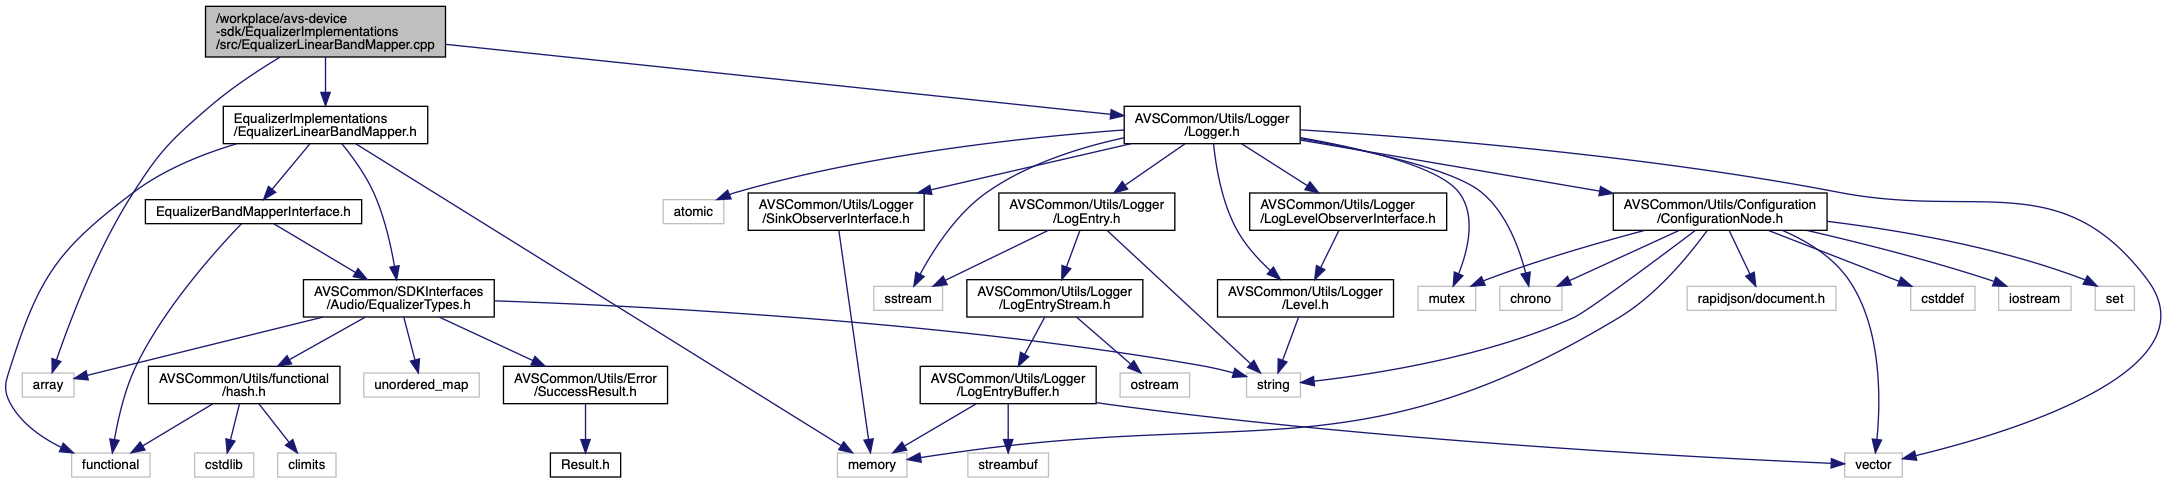 /workplace/avs-device
-sdk/EqualizerImplementations
/src/EqualizerLinearBandMapper.cpp
EqualizerImplementations
/EqualizerLinearBandMapper.h
AVSCommon/Utils/Logger
/Logger.h
EqualizerBandMapperInterface.h
atomic
AVSCommon/Utils/Logger
/SinkObserverInterface.h
AVSCommon/Utils/Logger
/LogEntry.h
AVSCommon/Utils/Logger
/LogLevelObserverInterface.h
AVSCommon/Utils/Configuration
/ConfigurationNode.h
AVSCommon/SDKInterfaces
/Audio/EqualizerTypes.h
sstream
AVSCommon/Utils/Logger
/LogEntryStream.h
AVSCommon/Utils/Logger
/Level.h
mutex
chrono
rapidjson/document.h
cstddef
iostream
set
array
AVSCommon/Utils/functional
/hash.h
unordered_map
AVSCommon/Utils/Error
/SuccessResult.h
AVSCommon/Utils/Logger
/LogEntryBuffer.h
ostream
string
functional
cstdlib
climits
Result.h
memory
streambuf
vector